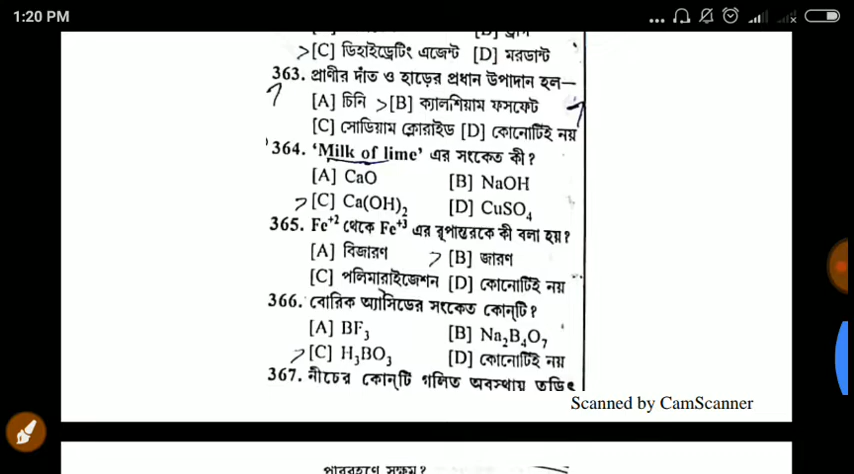 1:20 PM
[C] ডিহাইড্রেটিং এজেন্ট [D] মরডান্ট
363. প্রাণীর দাঁত ও হাড়ের প্রধান উপাদান হল—
[A] চিনি [B] ক্যালশিয়াম ফসফেট
[C] সোডিয়াম ক্লোরাইড [D] কোনোটিই নয়
364. ‘Milk of lime’ এর সংকেত কী?
[A] CaO [B] NaOH
[C] Ca(OH)₂ [D] CuSO₄
365. Fe⁺² থেকে Fe⁺³ এর রূপান্তরকে কী বলা হয়?
[A] বিজারণ [B] জারণ
[C] পলিমারাইজেশন [D] কোনোটিই নয়
366. বোরিক অ্যাসিডের সংকেত কোন্‌টি?
[A] BF₃ [B] Na₂B₄O₇
[C] H₃BO₃ [D] কোনোটিই নয়
367. নীচের কোন্‌টি গলিত অবস্থায় তড়িৎ
Scanned by CamScanner